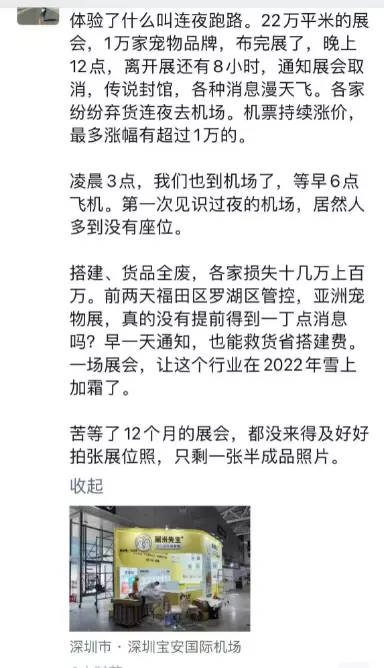 体验了什么叫连夜跑路。22万平米的展
会，1万家宠物品牌，布完展了，晚上
12点，离开展还有8小时，通知展会取
消，传说封馆，各种消息漫天飞。各家
纷纷弃货连夜去机场。机票持续涨价，
最多涨幅有超过1万的。
凌晨3点，我们也到机场了，等早6点
飞机。第一次见识过夜的机场，居然人
多到没有座位。
搭建、货品全废，各家损失十几万上百
万。前两天福田区罗湖区管控，亚洲宠
物展，真的没有提前得到一丁点消息
吗？早一天通知，也能救货省搭建费。
一场展会，让这个行业在2022年雪上
加霜了。
苦等了12个月的展会，都没来得及好好
拍张展位照，只剩一张半成品照片。
收起
屎米先生
深圳市·深圳宝安国际机场